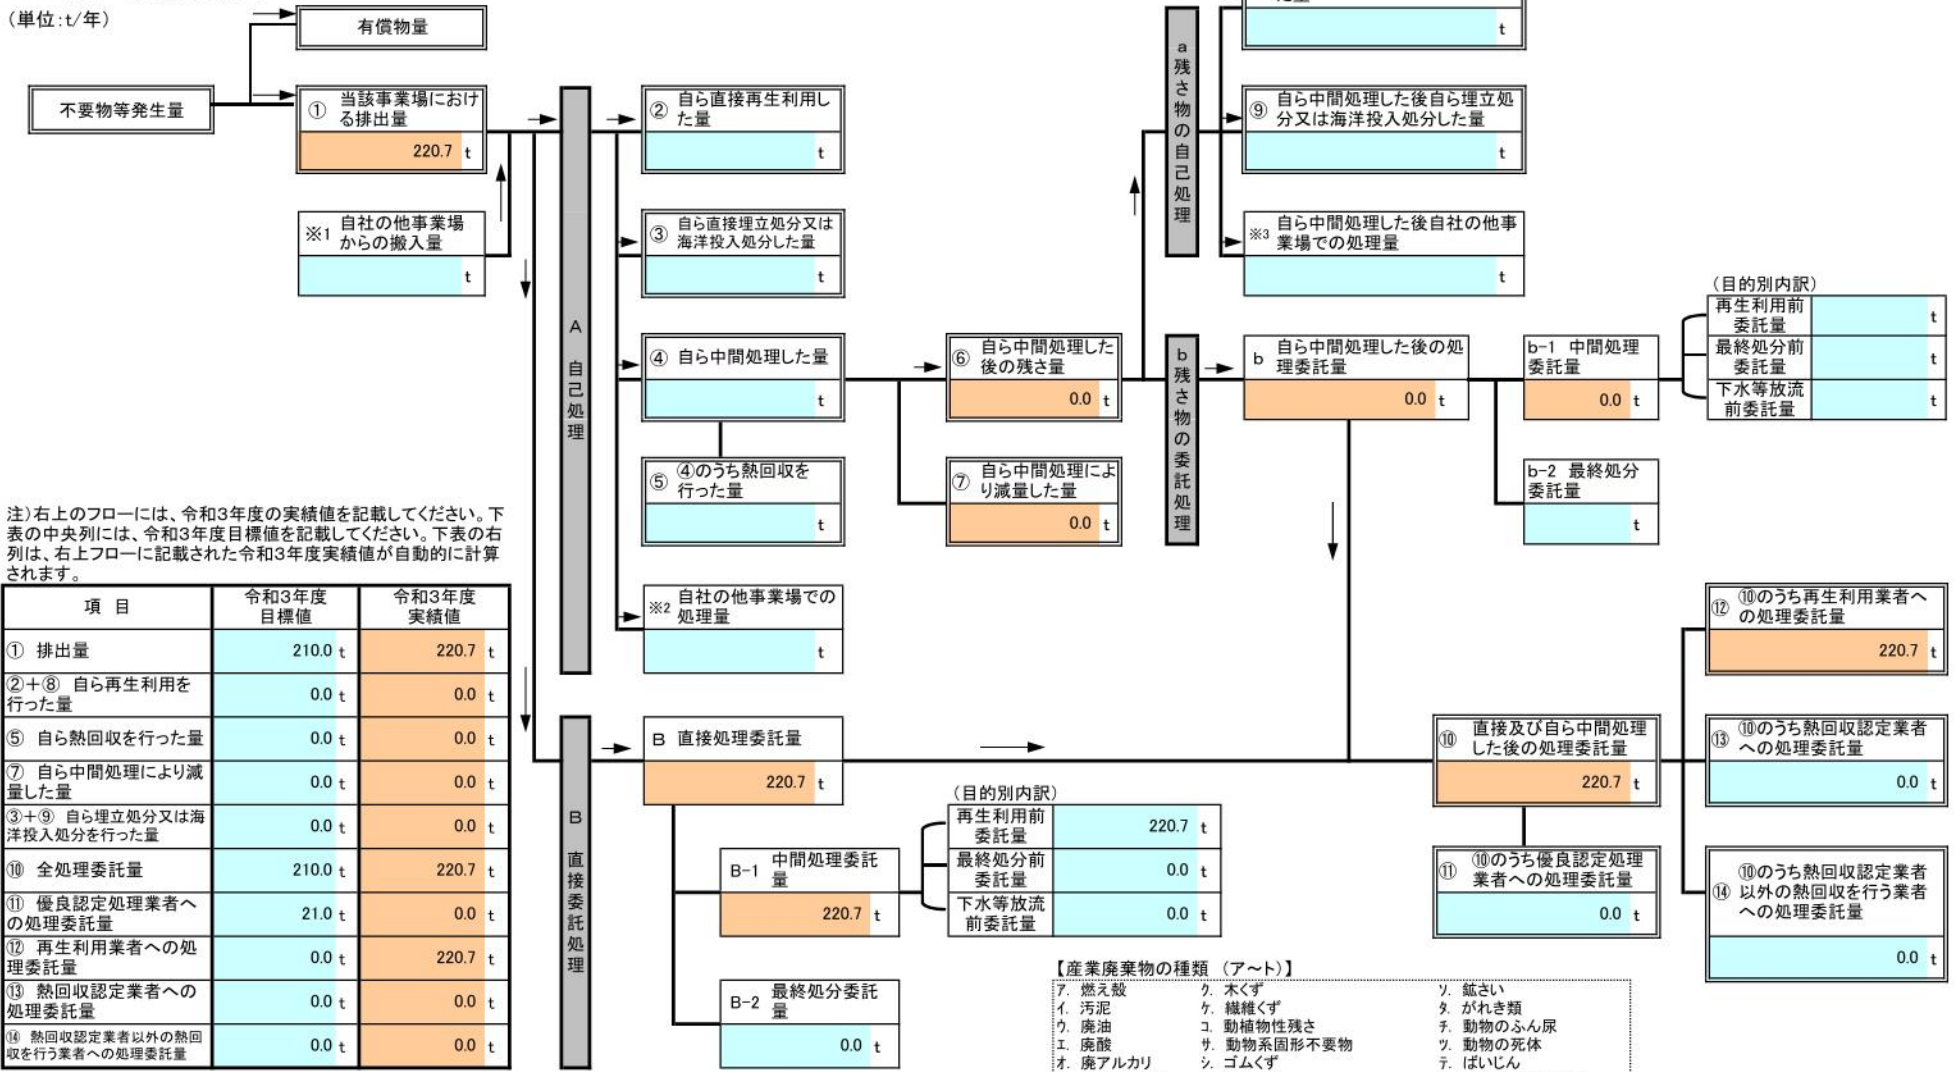 (単位:t/年)
有償物量
不要物等発生量
① 当該事業場におけ
る排出量
220.7 t
※1 自社の他事業場
からの搬入量
t
A 自己処理
② 自ら直接再生利用し
た量
t
③ 自ら直接埋立処分又は
海洋投入処分した量
t
④ 自ら中間処理した量
t
⑤ ④のうち熱回収を
行った量
t
※2 自社の他事業場での
処理量
t
⑥ 自ら中間処理した
後の残さ量
0.0 t
⑦ 自ら中間処理によ
り減量した量
0.0 t
a 残さ物の自己処理
t
⑨ 自ら中間処理した後自ら埋立処
分又は海洋投入処分した量
t
※3 自ら中間処理した後自社の他事
業場での処理量
t
b 残さ物の委託処理
b 自ら中間処理した後の処
理委託量
0.0 t
b-1 中間処理
委託量
0.0 t
(目的別内訳)
再生利用前
委託量 t
最終処分前
委託量 t
下水等放流
前委託量 t
b-2 最終処分
委託量
t
注)右上のフローには、令和3年度の実績値を記載してください。下
表の中央列には、令和3年度目標値を記載してください。下表の右
列は、右上フローに記載された令和3年度実績値が自動的に計算
されます。
項 目 令和3年度 目標値 令和3年度 実績値
① 排出量 210.0 t 220.7 t
②+⑧ 自ら再生利用を
行った量 0.0 t 0.0 t
⑤ 自ら熱回収を行った量 0.0 t 0.0 t
⑦ 自ら中間処理により減
量した量 0.0 t 0.0 t
③+⑨ 自ら埋立処分又は海
洋投入処分を行った量 0.0 t 0.0 t
⑩ 全処理委託量 210.0 t 220.7 t
⑪ 優良認定処理業者へ
の処理委託量 21.0 t 0.0 t
⑫ 再生利用業者への処
理委託量 0.0 t 220.7 t
⑬ 熱回収認定業者への
処理委託量 0.0 t 0.0 t
⑭ 熱回収認定業者以外の熱回
収を行う業者への処理委託量 0.0 t 0.0 t
B 直接委託処理
B 直接処理委託量
220.7 t
B-1 中間処理委託
量
220.7 t
(目的別内訳)
再生利用前
委託量 220.7 t
最終処分前
委託量 0.0 t
下水等放流
前委託量 0.0 t
B-2 最終処分委託
量
0.0 t
⑩ 直接及び自ら中間処理
した後の処理委託量
220.7 t
⑪ ⑩のうち優良認定処理
業者への処理委託量
0.0 t
⑫ ⑩のうち再生利用業者へ
の処理委託量
220.7 t
⑬ ⑩のうち熱回収認定業者
への処理委託量
0.0 t
⑭ ⑩のうち熱回収認定業者
以外の熱回収を行う業者
への処理委託量
0.0 t
【産業廃棄物の種類 (ア~ト)】
ア. 燃え殻 ク. 木くず ソ. 鉱さい
イ. 汚泥 ケ. 繊維くず タ. がれき類
ウ. 廃油 コ. 動植物性残さ チ. 動物のふん尿
エ. 廃酸 サ. 動物系固形不要物 ツ. 動物の死体
オ. 廃アルカリ シ. ゴムくず テ. ばいじん